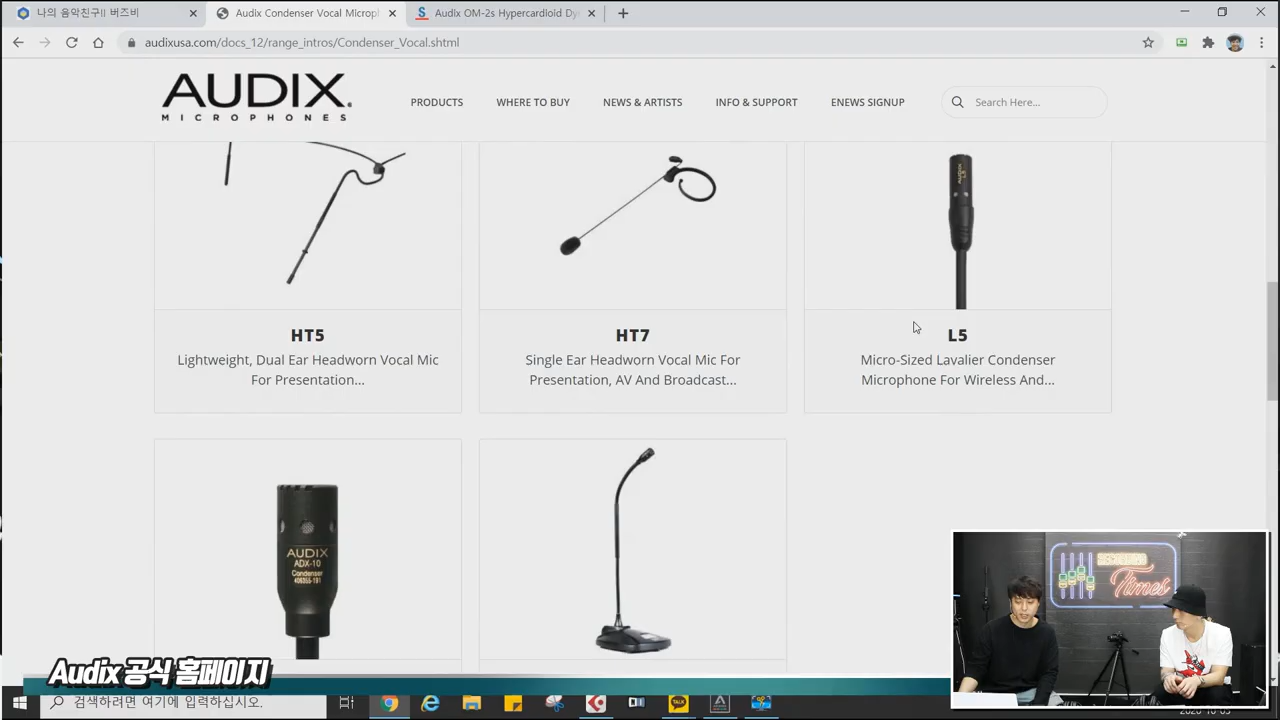 나의 음악친구!! 버즈비
Audix Condenser Vocal Microph
Audix OM-2s Hypercardioid Dy
audixusa.com/docs_12/range_intros/Condenser_Vocal.shtml
AUDIX
MICROPHONES
PRODUCTS
WHERE TO BUY
NEWS & ARTISTS
INFO & SUPPORT
ENEWS SIGNUP
Search Here...
HT5
Lightweight, Dual Ear Headworn Vocal Mic
For Presentation...
HT7
Single Ear Headworn Vocal Mic For
Presentation, AV And Broadcast...
L5
Micro-Sized Lavalier Condenser
Microphone For Wireless And...
AUDIX
ADX-10
Condenser
Times
Audix 공식 홈페이지
검색하려면 여기에 입력하십시오.
TALK